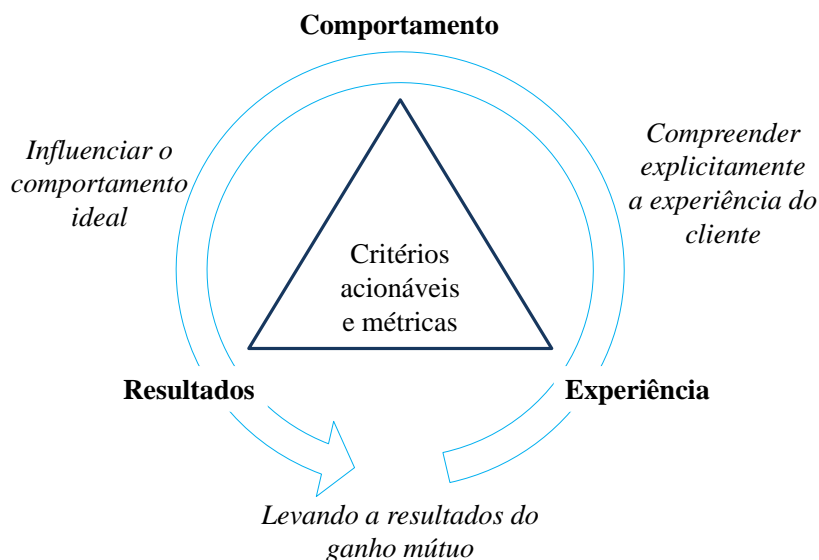 Comportamento
Influenciar o
comportamento
ideal
Compreender
explicitamente
a experiência do
cliente
Critérios
acionáveis
e métricas
Resultados
Experiência
Levando a resultados do
ganho mútuo